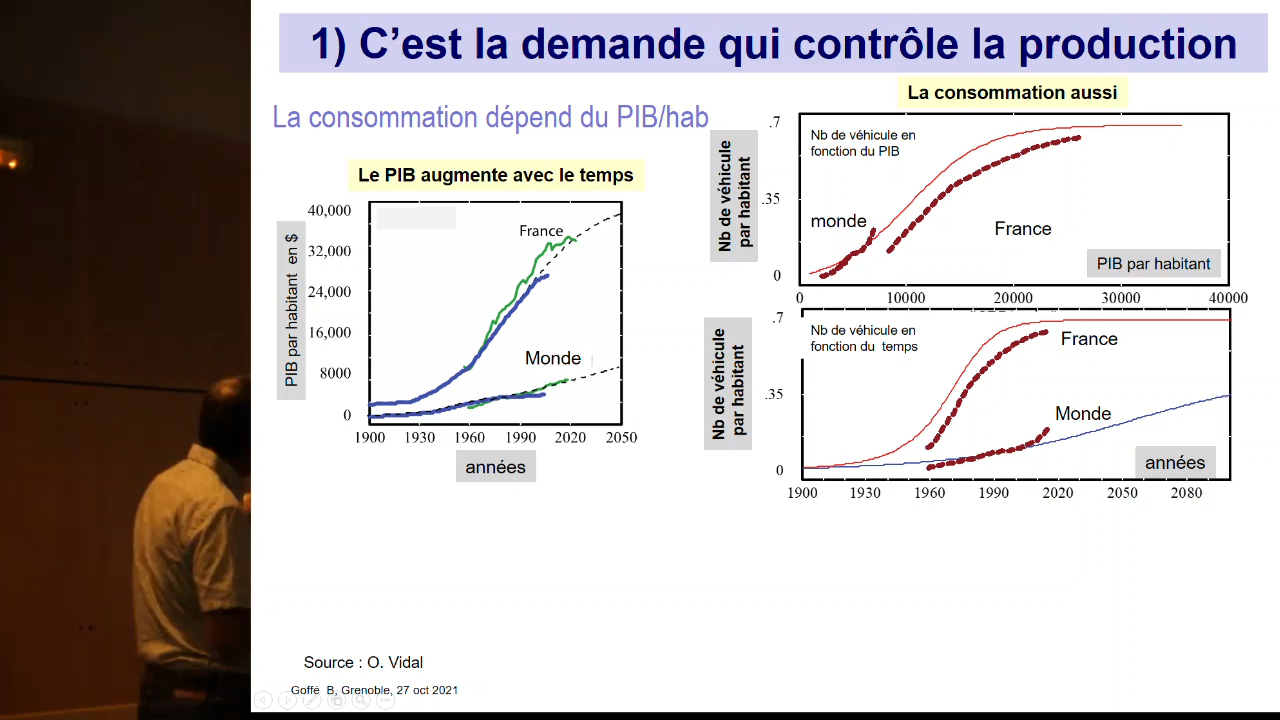 1) C’est la demande qui contrôle la production
La consommation dépend du PIB/hab
Le PIB augmente avec le temps
PIB par habitant en $
40,000
32,000
24,000
16,000
8000
0
France
Monde
1900 1930 1960 1990 2020 2050
années
La consommation aussi
Nb de véhicule
par habitant
.7
.35
0
Nb de véhicule en
fonction du PIB
monde
France
PIB par habitant
0 10000 20000 30000 40000
Nb de véhicule
par habitant
.7
.35
0
Nb de véhicule en
fonction du temps
France
Monde
années
1900 1930 1960 1990 2020 2050 2080
Source : O. Vidal
Goffé B, Grenoble, 27 oct 2021